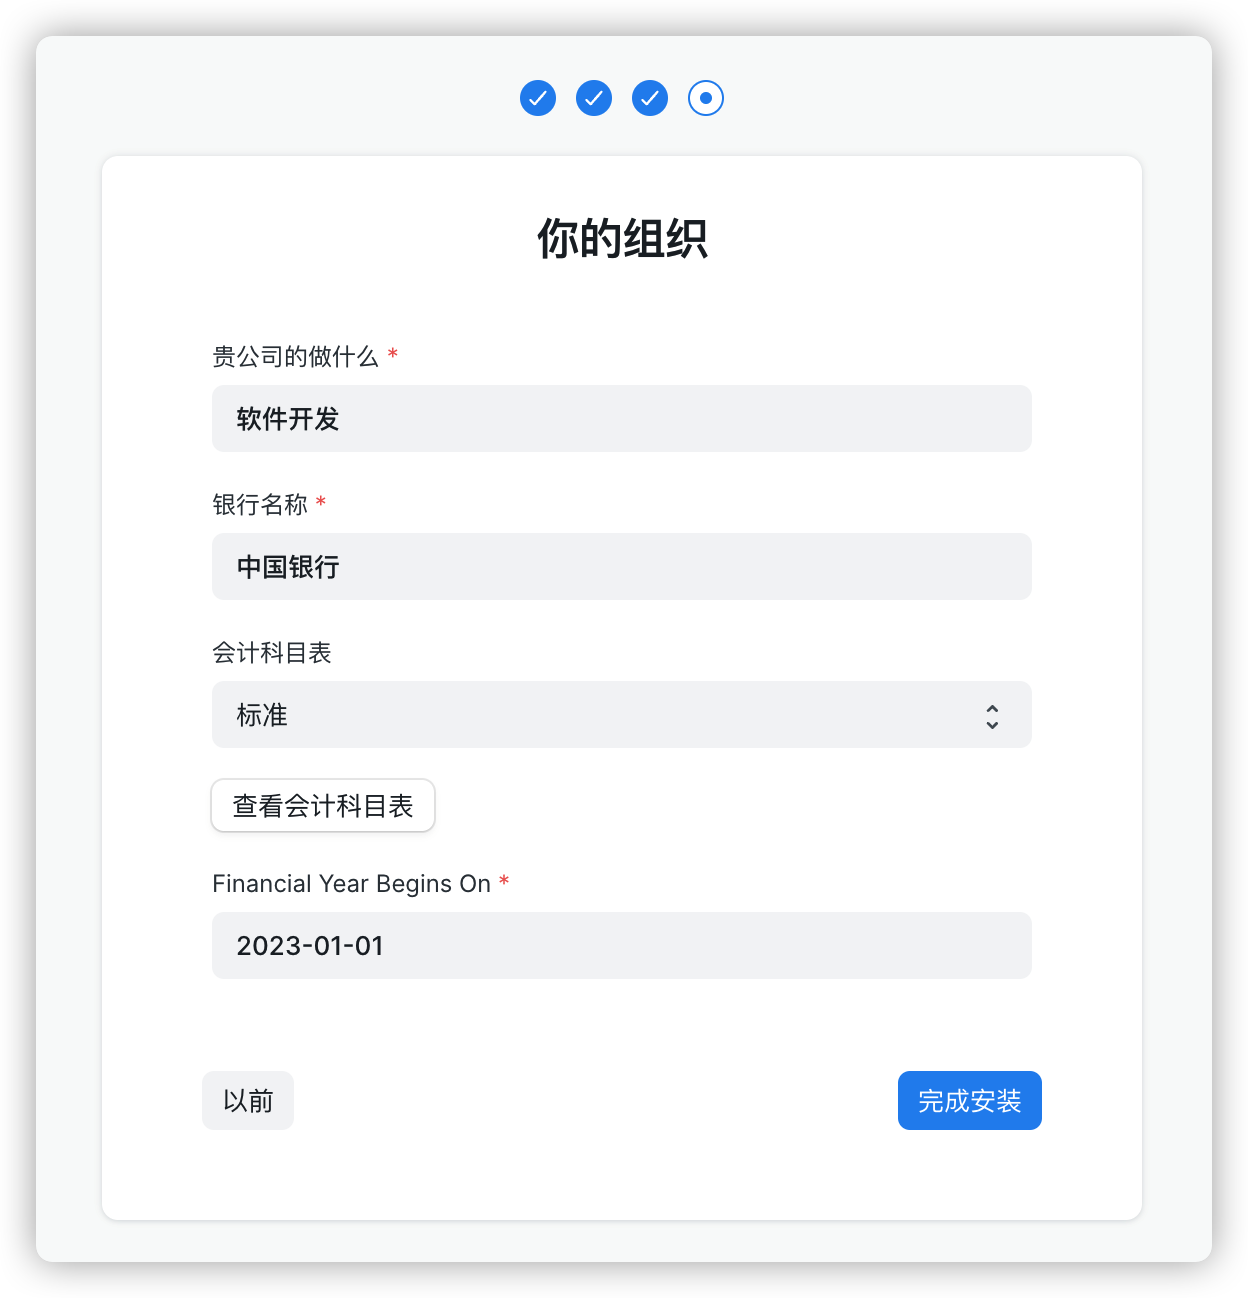 你的组织
贵公司的做什么 *
软件开发
银行名称 *
中国银行
会计科目表
标准
查看会计科目表
Financial Year Begins On *
2023-01-01
以前
完成安装